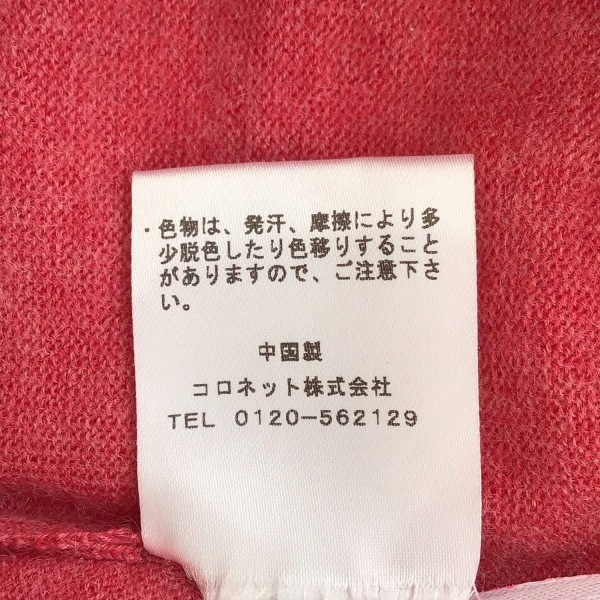 ・色物は、発汗、摩擦により多
少脱色したり色移りすること
がありますので、ご注意下さ
い。
中国製
コロネット株式会社
TEL 0120-562129